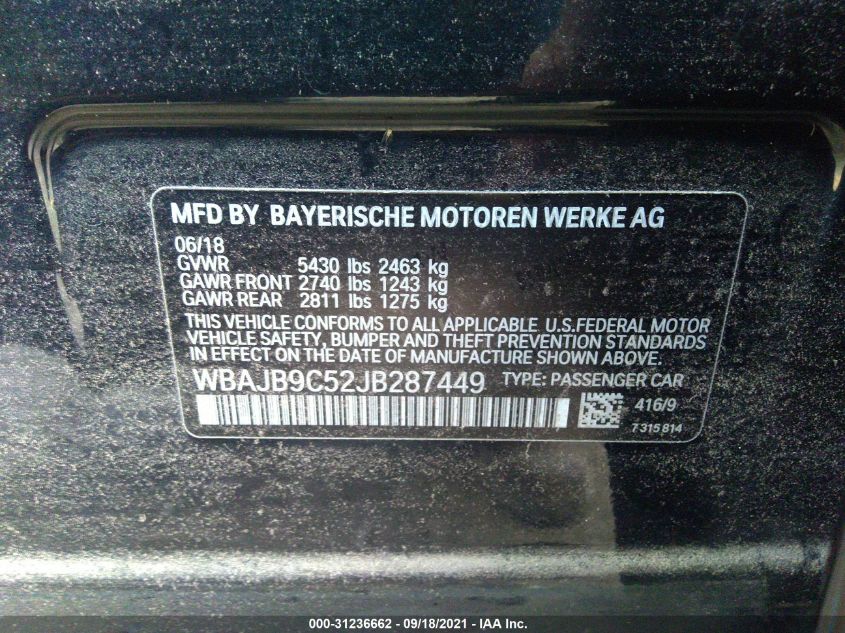 MFD BY BAYERISCHE MOTOREN WERKE AG
06/18
GVWR 5430 lbs 2463 kg
GAWR FRONT 2740 lbs 1243 kg
GAWR REAR 2811 lbs 1275 kg
THIS VEHICLE CONFORMS TO ALL APPLICABLE U.S.FEDERAL MOTOR
VEHICLE SAFETY, BUMPER AND THEFT PREVENTION STANDARDS
IN EFFECT ON THE DATE OF MANUFACTURE SHOWN ABOVE.
WBAJB9C52JB287449 TYPE: PASSENGER CAR
416/9
7315814
000-31236662 - 09/18/2021 - IAA Inc.